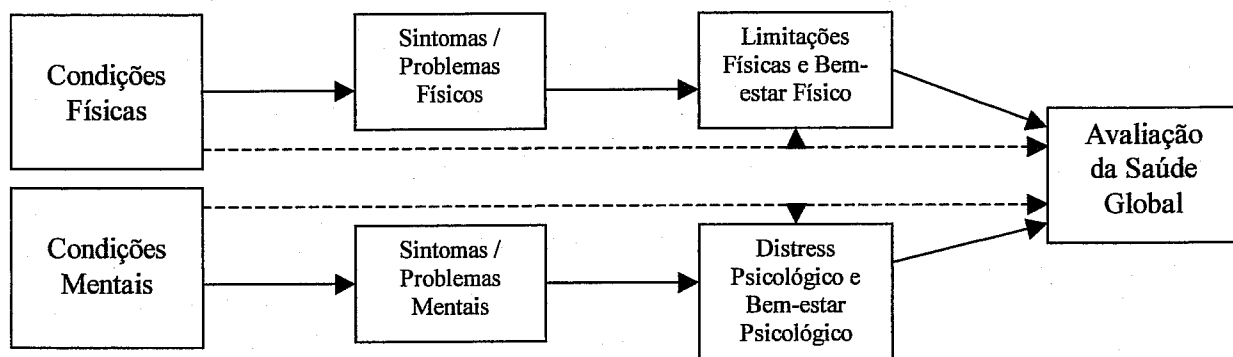 Condições
Físicas
Sintomas /
Problemas
Físicos
Limitações
Físicas e Bem-
estar Físico
Avaliação
da Saúde
Global
Condições
Mentais
Sintomas /
Problemas
Mentais
Distress
Psicológico e
Bem-estar
Psicológico